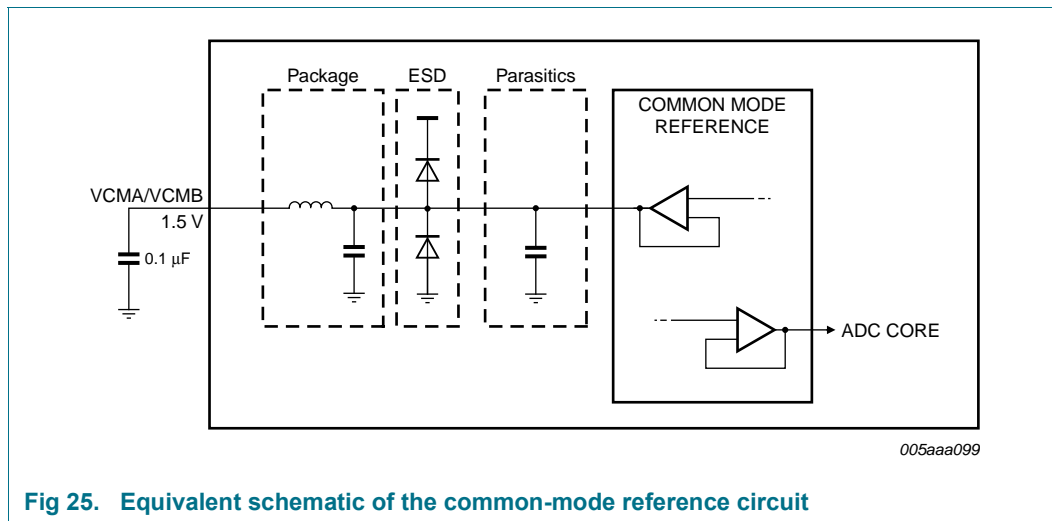 Package
ESD
Parasitics
COMMON MODE
REFERENCE
VCMA/VCMB
1.5 V
0.1 μF
ADC CORE
005aaa099
Fig 25. Equivalent schematic of the common-mode reference circuit